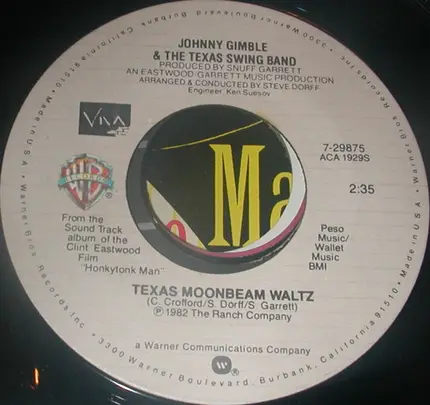 JOHNNY GIMBLE
& THE TEXAS SWING BAND
PRODUCED BY SNUFF GARRETT
AN EASTWOOD·GARRETT MUSIC PRODUCTION
ARRANGED & CONDUCTED BY STEVE DORFF
Engineer Ken Suesov
VIVA
7-29875
ACA 1929S
2:35
WB
RECORDS
From the
Sound Track
album of the
Clint Eastwood
Film
"Honkytonk Man"
Peso
Music/
Wallet
Music
BMI
Ma
TEXAS MOONBEAM WALTZ
(C. Crofford/S. Dorff/S. Garrett)
℗ 1982 The Ranch Company
a Warner Communications Company
W ®
Warner Bros. Records Inc. · 3300 Warner Boulevard, Burbank, California 91510 · Made in U.S.A.